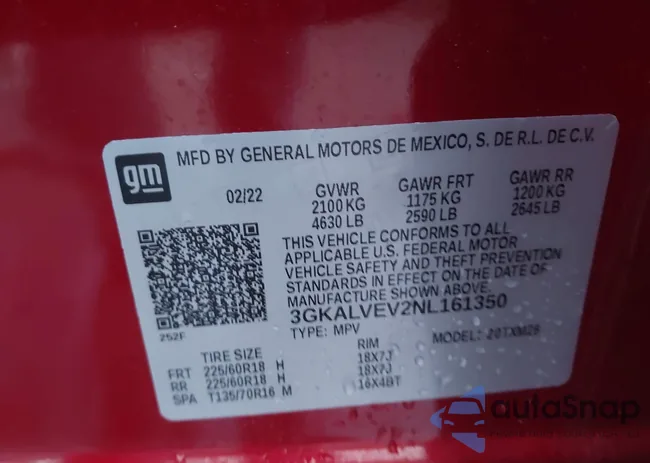 gm
MFD BY GENERAL MOTORS DE MEXICO, S. DE R.L. DE C.V.
02/22 GVWR GAWR FRT GAWR RR
2100 KG 1175 KG 1200 KG
4630 LB 2590 LB 2645 LB
THIS VEHICLE CONFORMS TO ALL
APPLICABLE U.S. FEDERAL MOTOR
VEHICLE SAFETY AND THEFT PREVENTION
STANDARDS IN EFFECT ON THE DATE OF
MANUFACTURE SHOWN ABOVE.
3GKALVEV2NL161350
252F
TYPE: MPV MODEL: 20TXM26
TIRE SIZE RIM
FRT 225/60R18 H 18X7J
RR 225/60R18 H 18X7J
SPA T135/70R16 M 16X4BT
autoSnap